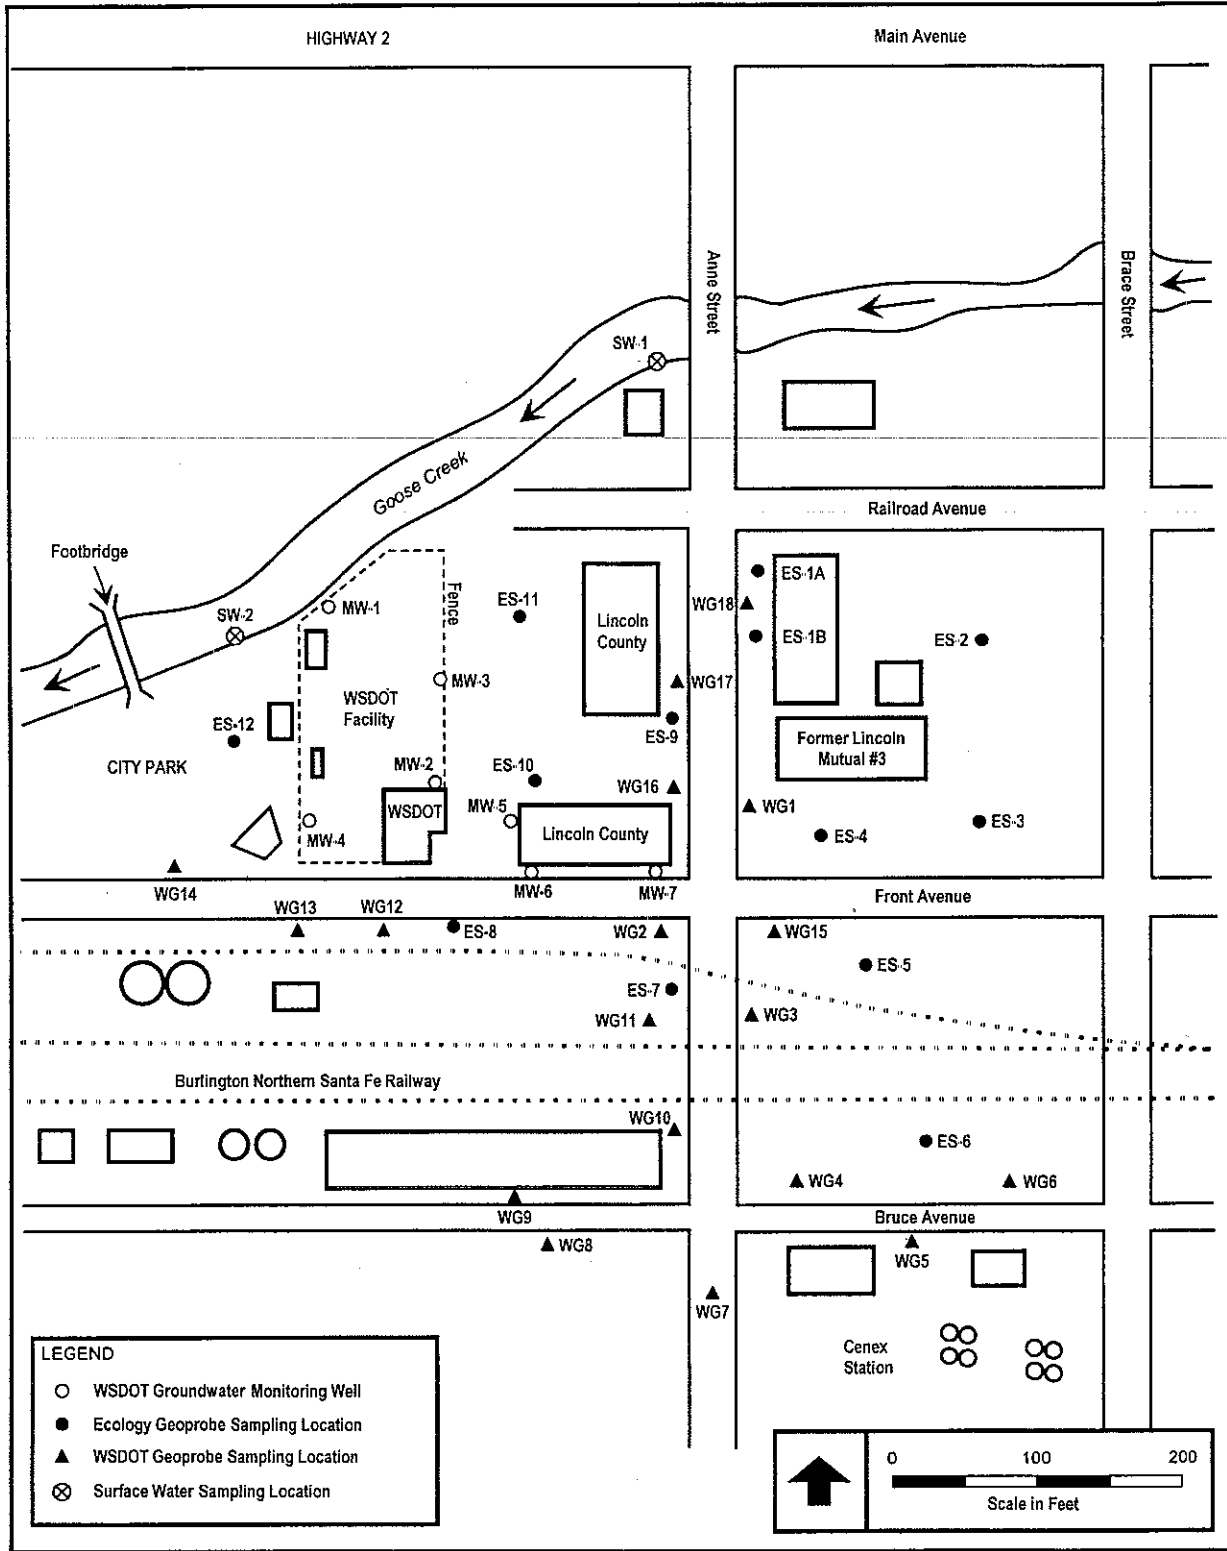 HIGHWAY 2
Main Avenue
Anne Street
Brace Street
SW-1
Goose Creek
Railroad Avenue
Footbridge
SW-2
MW-1
Fence
ES-11
Lincoln
County
WG18
ES-1A
ES-1B
ES-2
MW-3
WSDOT
Facility
WG17
ES-12
ES-9
Former Lincoln
Mutual #3
CITY PARK
MW-2
ES-10
WG16
WSDOT
MW-5
Lincoln County
WG1
ES-4
ES-3
MW-4
WG14
MW-6
MW-7
Front Avenue
WG13
WG12
ES-8
WG2
WG15
ES-5
ES-7
WG11
WG3
Burlington Northern Santa Fe Railway
WG10
ES-6
WG4
WG6
WG9
Bruce Avenue
WG8
WG5
WG7
Cenex
Station
LEGEND
WSDOT Groundwater Monitoring Well
Ecology Geoprobe Sampling Location
WSDOT Geoprobe Sampling Location
Surface Water Sampling Location
0 100 200
Scale in Feet